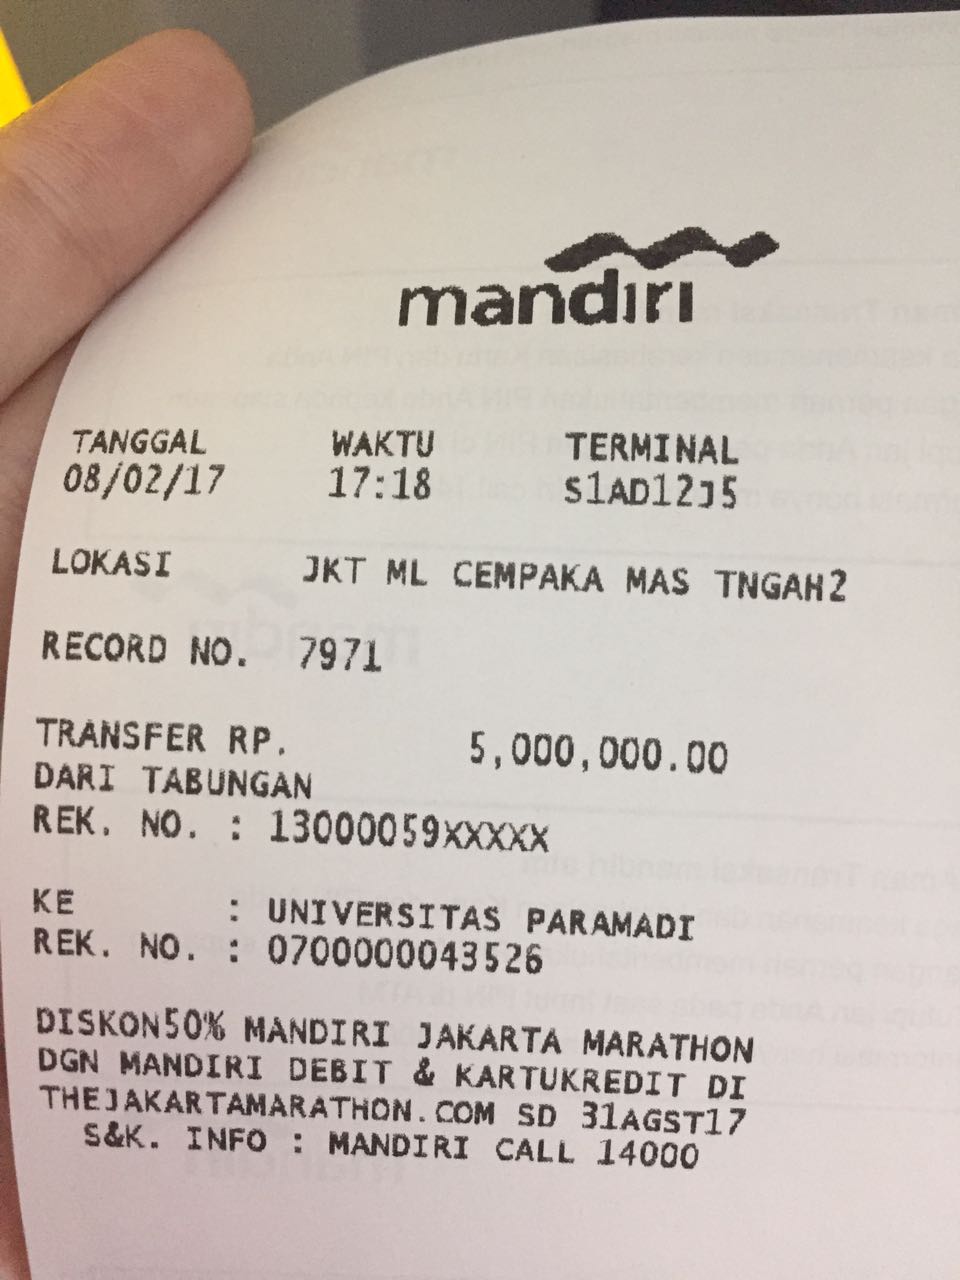 mandiri
TANGGAL WAKTU TERMINAL
08/02/17 17:18 S1AD12J5
LOKASI JKT ML CEMPAKA MAS TNGAH2
RECORD NO. 7971
TRANSFER RP. 5,000,000.00
DARI TABUNGAN
REK. NO. : 13000059XXXXX
KE : UNIVERSITAS PARAMADI
REK. NO. : 0700000043526
DISKON50% MANDIRI JAKARTA MARATHON
DGN MANDIRI DEBIT & KARTUKREDIT DI
THEJAKARTAMARATHON.COM SD 31AGST17
S&K. INFO : MANDIRI CALL 14000